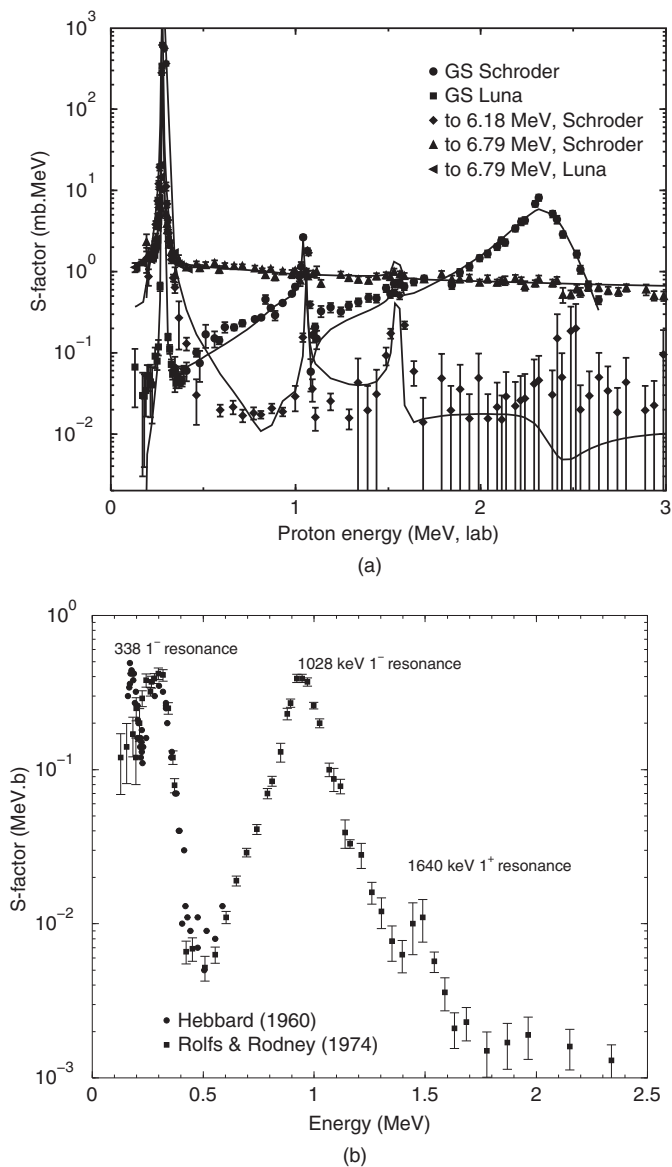 10³
10²
10¹
10⁰
10⁻¹
10⁻²
S-factor (mb.MeV)
GS Schroder
GS Luna
to 6.18 MeV, Schroder
to 6.79 MeV, Schroder
to 6.79 MeV, Luna
0 1 2 3
Proton energy (MeV, lab)
(a)
10⁰
10⁻¹
10⁻²
10⁻³
S-factor (MeV.b)
338 1⁻ resonance
1028 keV 1⁻ resonance
1640 keV 1⁺ resonance
Hebbard (1960)
Rolfs & Rodney (1974)
0 0.5 1 1.5 2 2.5
Energy (MeV)
(b)